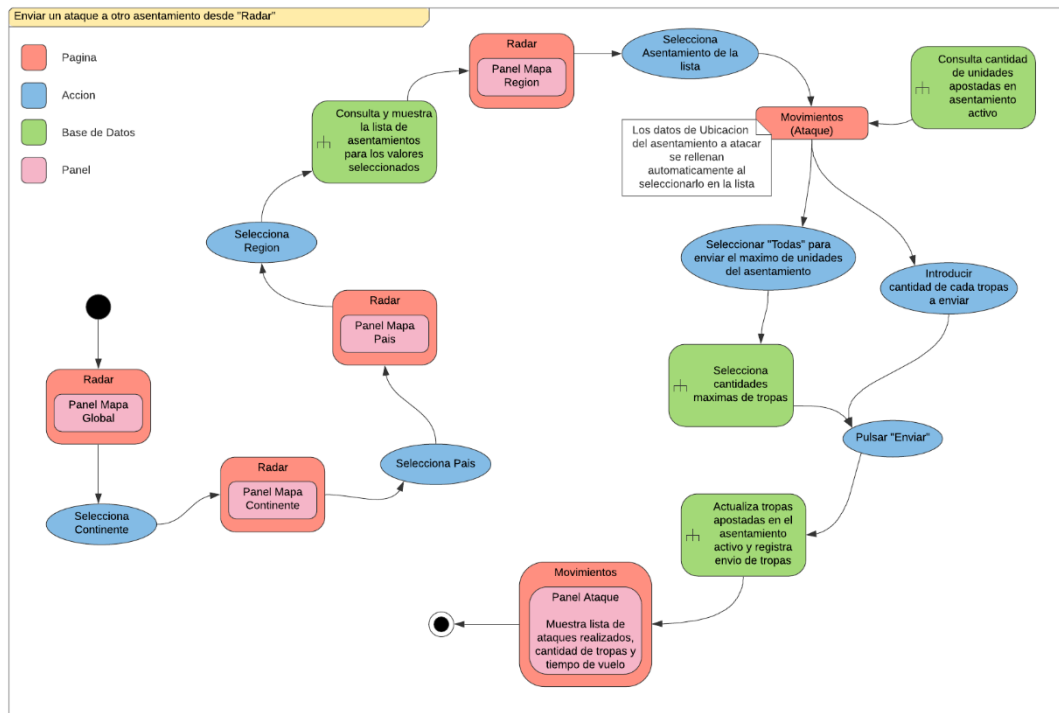 Enviar un ataque a otro asentamiento desde "Radar"
Pagina
Accion
Base de Datos
Panel
Radar
Panel Mapa
Global
Selecciona
Continente
Radar
Panel Mapa
Continente
Selecciona Pais
Radar
Panel Mapa
Pais
Selecciona
Region
Consulta y muestra
la lista de
asentamientos
para los valores
seleccionados
Radar
Panel Mapa
Region
Selecciona
Asentamiento de la
lista
Consulta cantidad
de unidades
apostadas en
asentamiento
activo
Movimientos
(Ataque)
Los datos de Ubicacion
del asentamiento a atacar
se rellenan
automaticamente al
seleccionarlo en la lista
Seleccionar "Todas" para
enviar el maximo de unidades
del asentamiento
Introducir
cantidad de cada tropas
a enviar
Selecciona
cantidades
maximas de tropas
Pulsar "Enviar"
Actualiza tropas
apostadas en el
asentamiento
activo y registra
envio de tropas
Movimientos
Panel Ataque
Muestra lista de
ataques realizados,
cantidad de tropas y
tiempo de vuelo